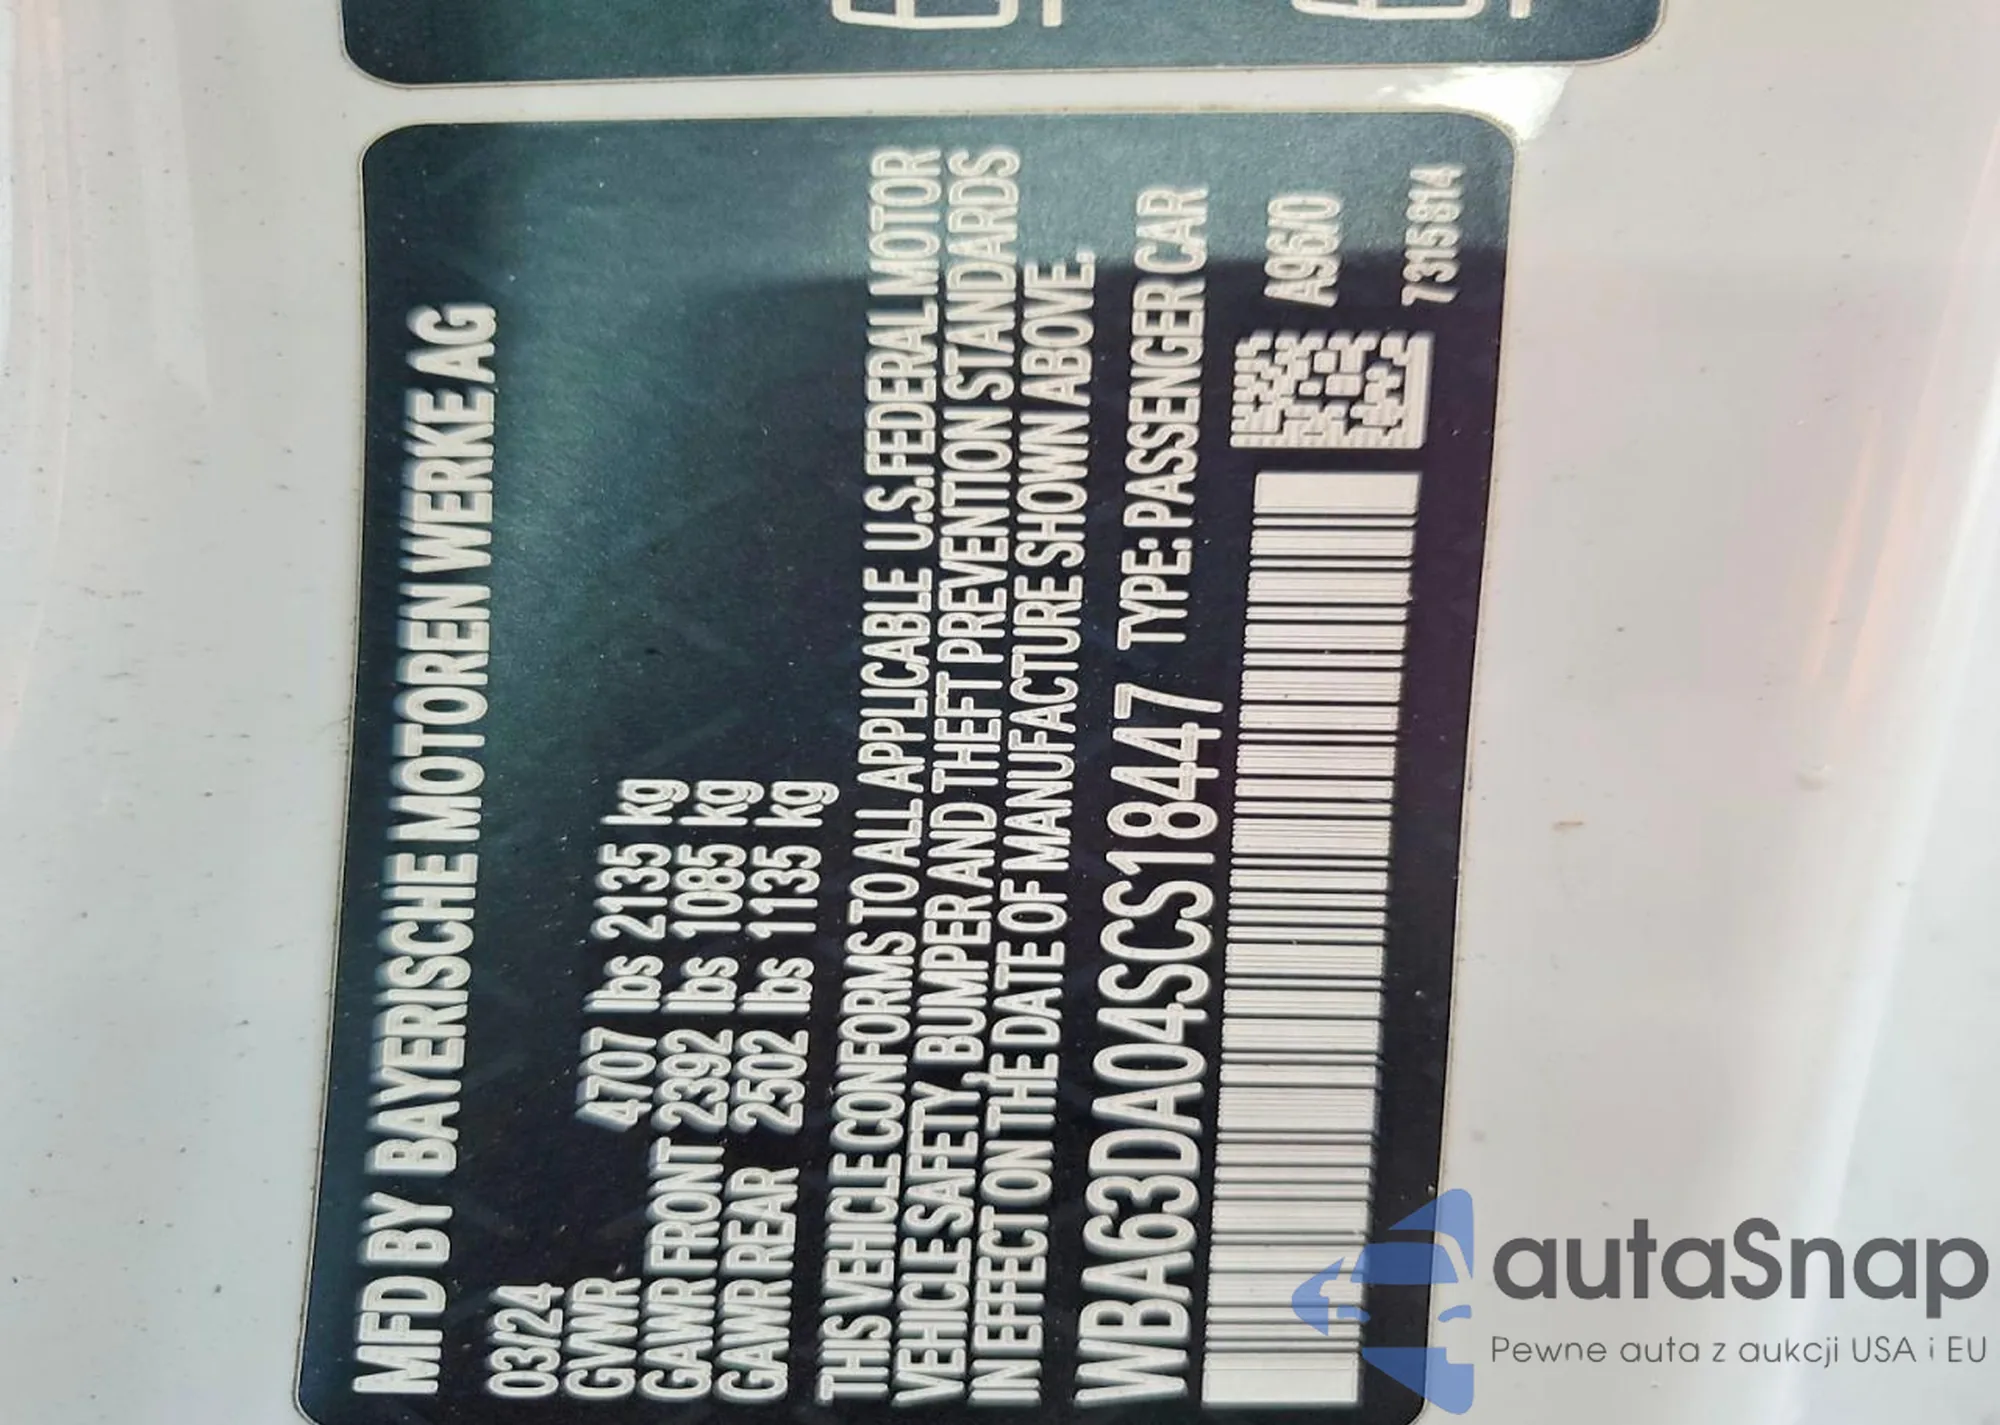 MFD BY BAYERISCHE MOTOREN WERKE AG
03/24
GVWR 4707 lbs 2135 kg
GAWR FRONT 2392 lbs 1085 kg
GAWR REAR 2502 lbs 1135 kg
THIS VEHICLE CONFORMS TO ALL APPLICABLE U.S. FEDERAL MOTOR
VEHICLE SAFETY, BUMPER AND THEFT PREVENTION STANDARDS
IN EFFECT ON THE DATE OF MANUFACTURE SHOWN ABOVE.
WBA63DA04SCS18447 TYPE: PASSENGER CAR
A96/0
7315814
autaSnap
Pewne auta z aukcji USA i EU